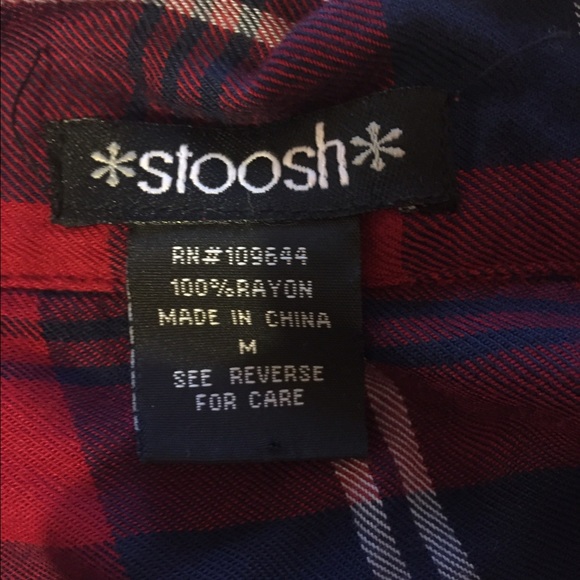 *stoosh*
RN#109644
100%RAYON
MADE IN CHINA
M
SEE REVERSE
FOR CARE